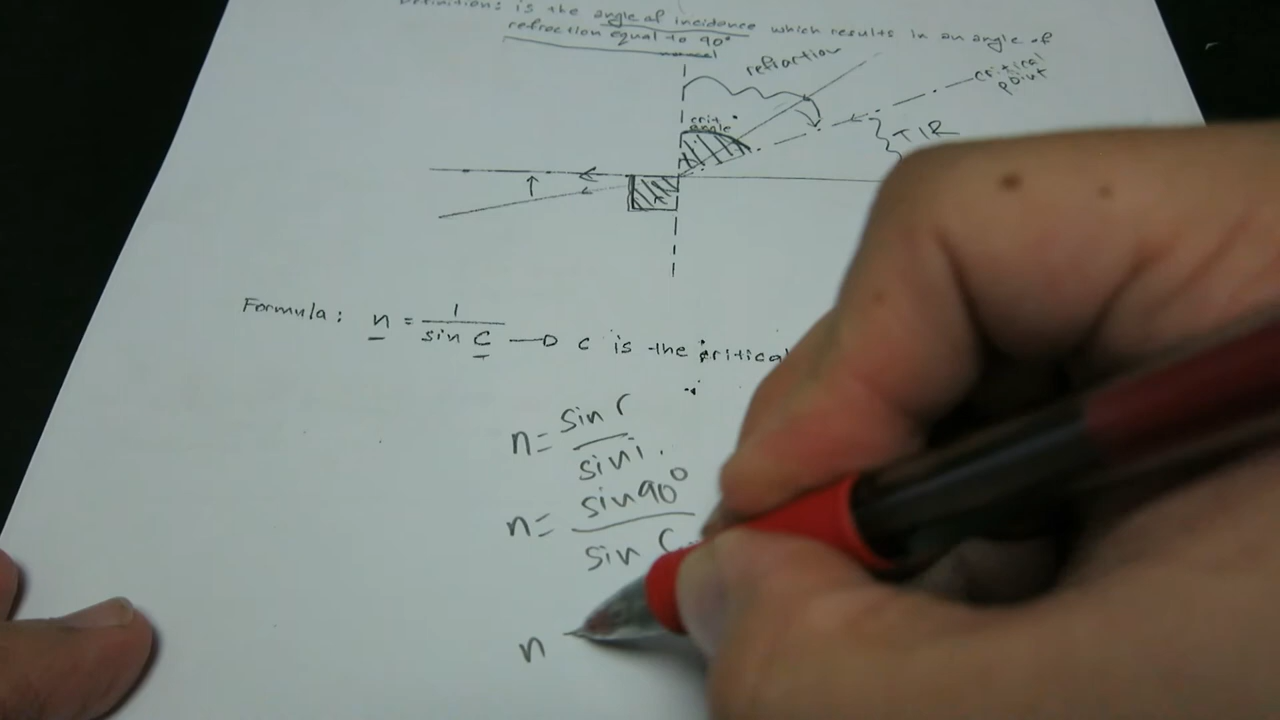 Definition: is the angle of incidence which results in an angle of
refraction equal to 90°
normal
refraction
critical
point
crit
angle
TIR
Formula: n = 1 / sin C → C is the critical
n = sin r / sin i.
n = sin 90° / sin C
n